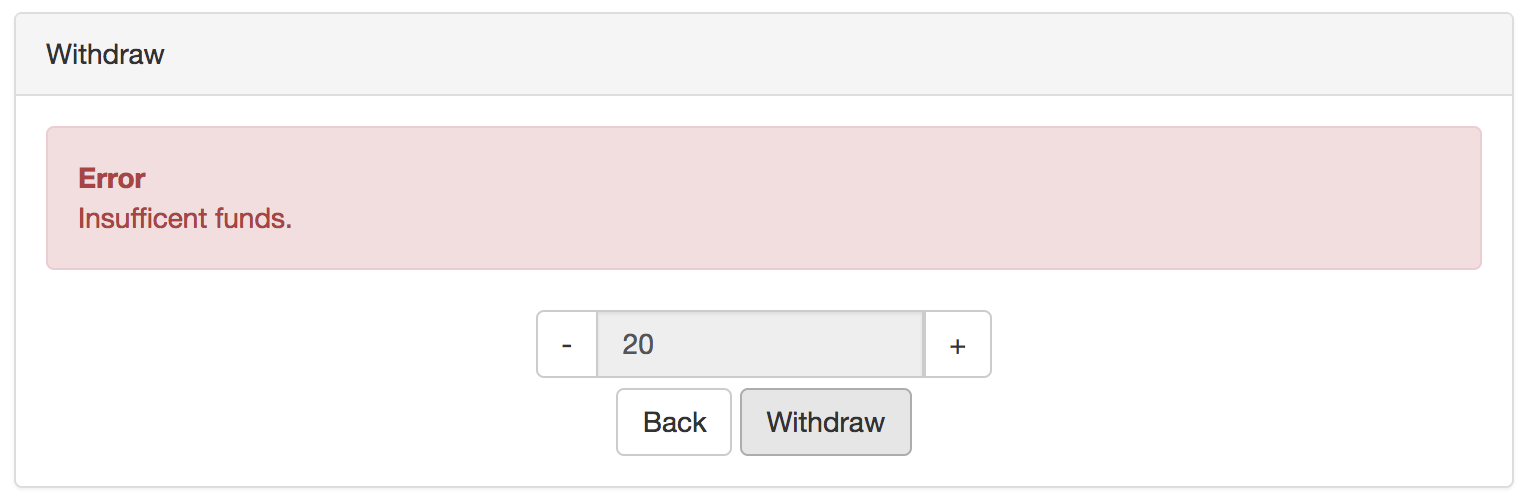 Withdraw
Error
Insufficent funds.
- 20 +
Back Withdraw